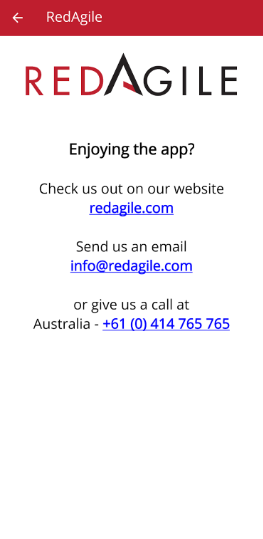 RedAgile
REDAGILE
Enjoying the app?
Check us out on our website
redagile.com
Send us an email
info@redagile.com
or give us a call at
Australia - +61 (0) 414 765 765